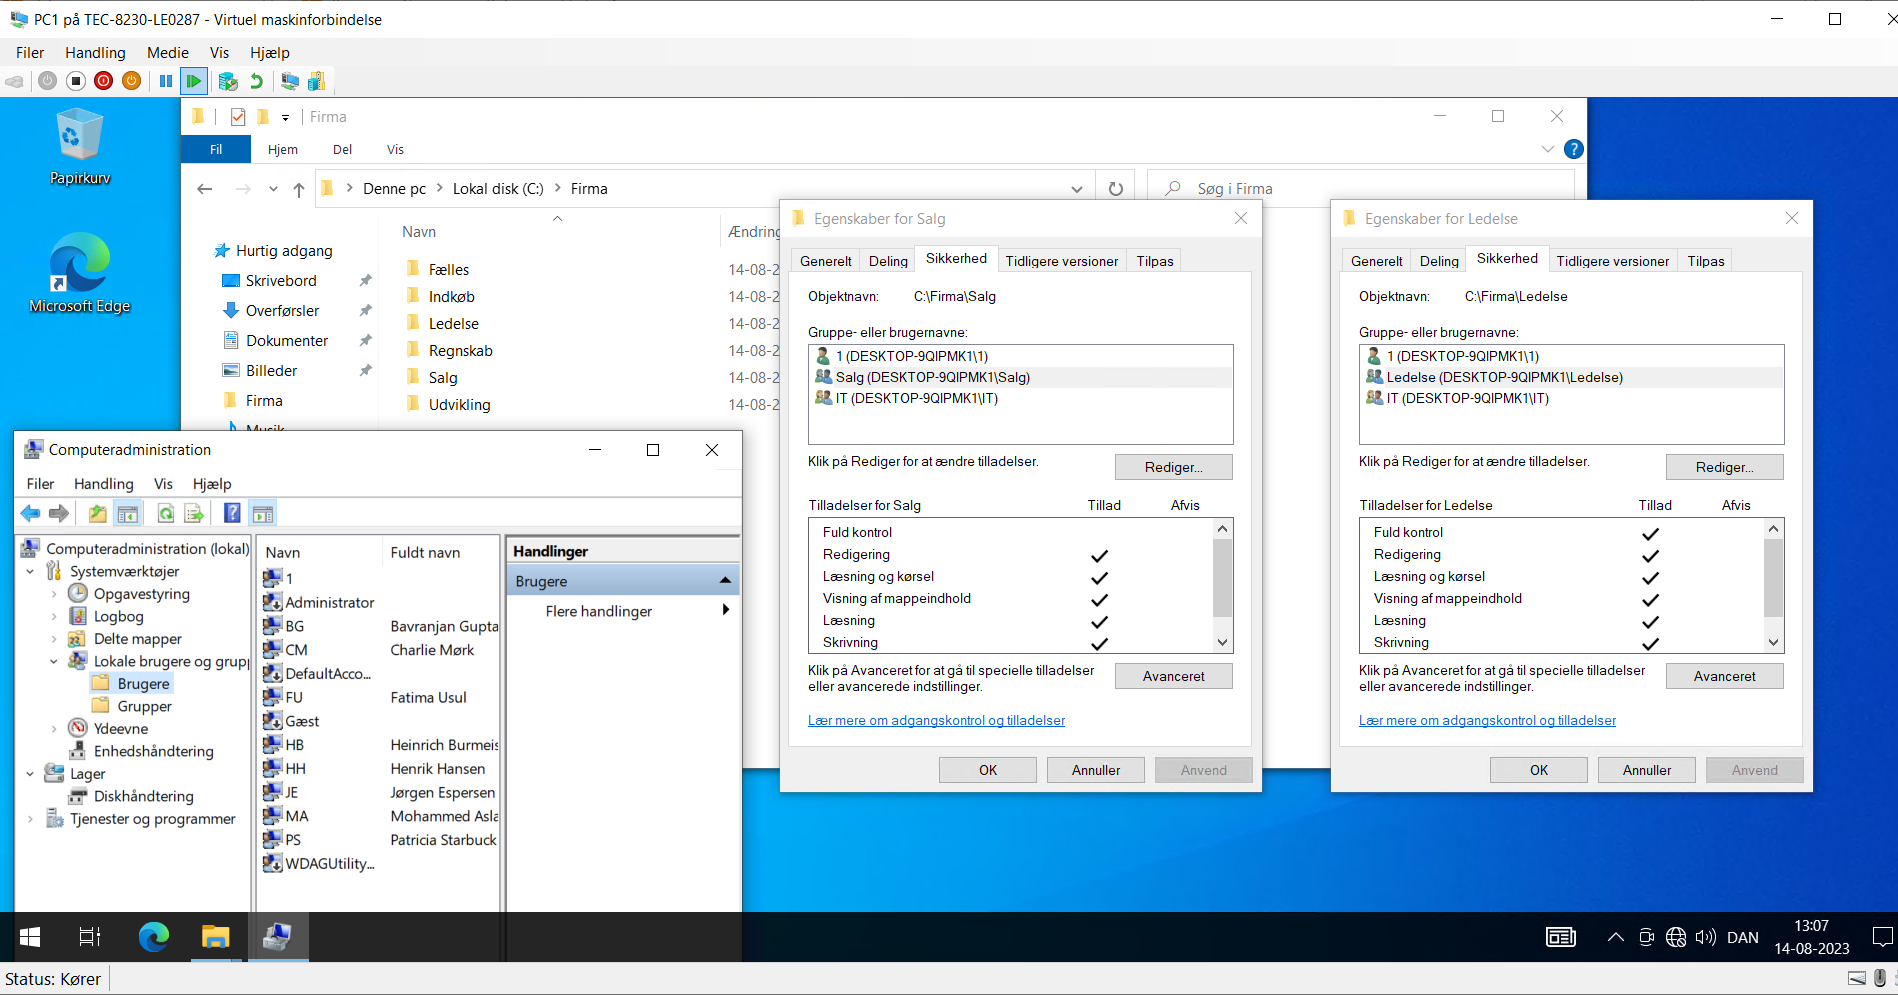 PC1 på TEC-8230-LE0287 - Virtuel maskinforbindelse
Filer Handling Medie Vis Hjælp
Papirkurv
Microsoft Edge
Firma
Fil Hjem Del Vis
Denne pc Lokal disk (C:) Firma
Søg i Firma
Hurtig adgang
Skrivebord
Overførsler
Dokumenter
Billeder
Firma
Musik
Navn Ændring
Fælles 14-08-2
Indkøb 14-08-2
Ledelse 14-08-2
Regnskab 14-08-2
Salg 14-08-2
Udvikling 14-08-2
Computeradministration
Filer Handling Vis Hjælp
Computeradministration (lokal)
Systemværktøjer
Opgavestyring
Logbog
Delte mapper
Lokale brugere og grupp
Brugere
Grupper
Ydeevne
Enhedshåndtering
Lager
Diskhåndtering
Tjenester og programmer
Navn Fuldt navn
1
Administrator
BG Bavranjan Gupta
CM Charlie Mørk
DefaultAcco...
FU Fatima Usul
Gæst
HB Heinrich Burmeis
HH Henrik Hansen
JE Jørgen Espersen
MA Mohammed Asla
PS Patricia Starbuck
WDAGUtility...
Handlinger
Brugere
Flere handlinger
Egenskaber for Salg
Generelt Deling Sikkerhed Tidligere versioner Tilpas
Objektnavn: C:\Firma\Salg
Gruppe- eller brugernavne:
1 (DESKTOP-9QIPMK1\1)
Salg (DESKTOP-9QIPMK1\Salg)
IT (DESKTOP-9QIPMK1\IT)
Klik på Rediger for at ændre tilladelser. Rediger...
Tilladelser for Salg Tillad Afvis
Fuld kontrol
Redigering
Læsning og kørsel
Visning af mappeindhold
Læsning
Skrivning
Klik på Avanceret for at gå til specielle tilladelser
eller avancerede indstillinger.
Avanceret
Lær mere om adgangskontrol og tilladelser
OK Annuller Anvend
Egenskaber for Ledelse
Generelt Deling Sikkerhed Tidligere versioner Tilpas
Objektnavn: C:\Firma\Ledelse
Gruppe- eller brugernavne:
1 (DESKTOP-9QIPMK1\1)
Ledelse (DESKTOP-9QIPMK1\Ledelse)
IT (DESKTOP-9QIPMK1\IT)
Klik på Rediger for at ændre tilladelser. Rediger...
Tilladelser for Ledelse Tillad Afvis
Fuld kontrol
Redigering
Læsning og kørsel
Visning af mappeindhold
Læsning
Skrivning
Klik på Avanceret for at gå til specielle tilladelser
eller avancerede indstillinger.
Avanceret
Lær mere om adgangskontrol og tilladelser
OK Annuller Anvend
DAN
13:07
14-08-2023
Status: Kører